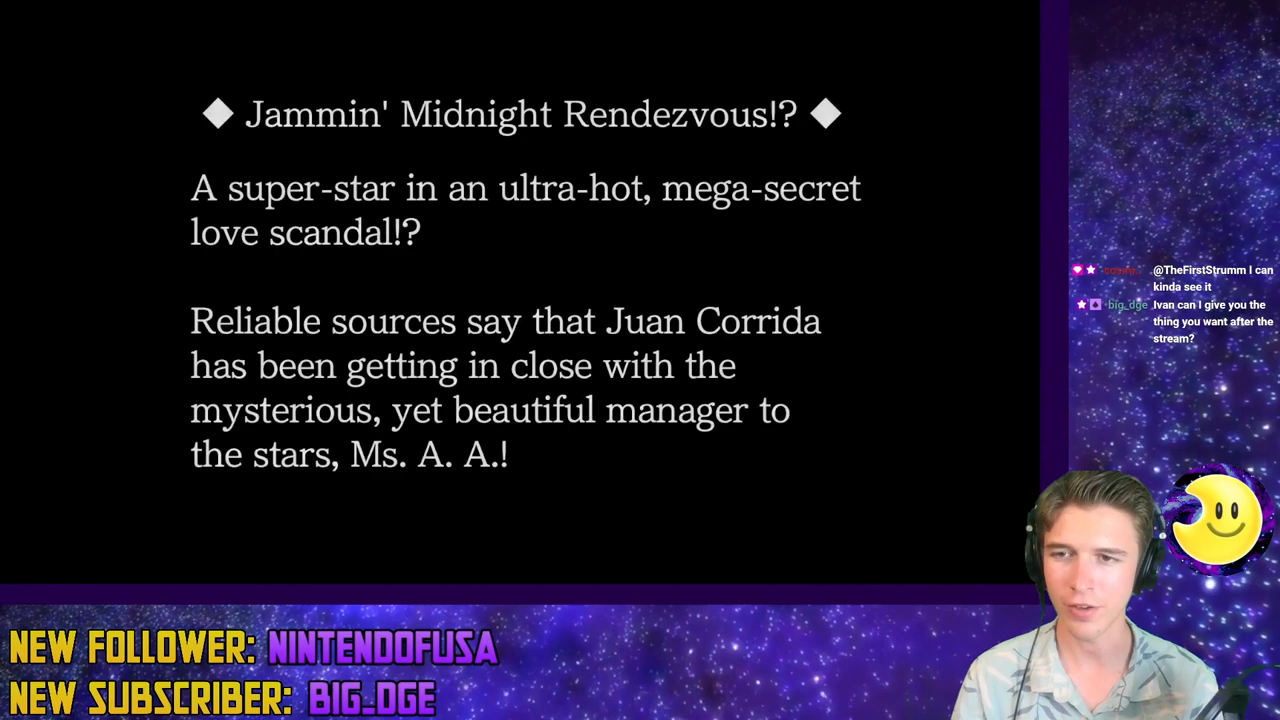 ◆ Jammin' Midnight Rendezvous!? ◆
A super-star in an ultra-hot, mega-secret
love scandal!?
Reliable sources say that Juan Corrida
has been getting in close with the
mysterious, yet beautiful manager to
the stars, Ms. A. A.!
@TheFirstStrumm I can
kinda see it
big_dge Ivan can I give you the
thing you want after the
stream?
NEW FOLLOWER: NINTENDOFUSA
NEW SUBSCRIBER: BIG_DGE